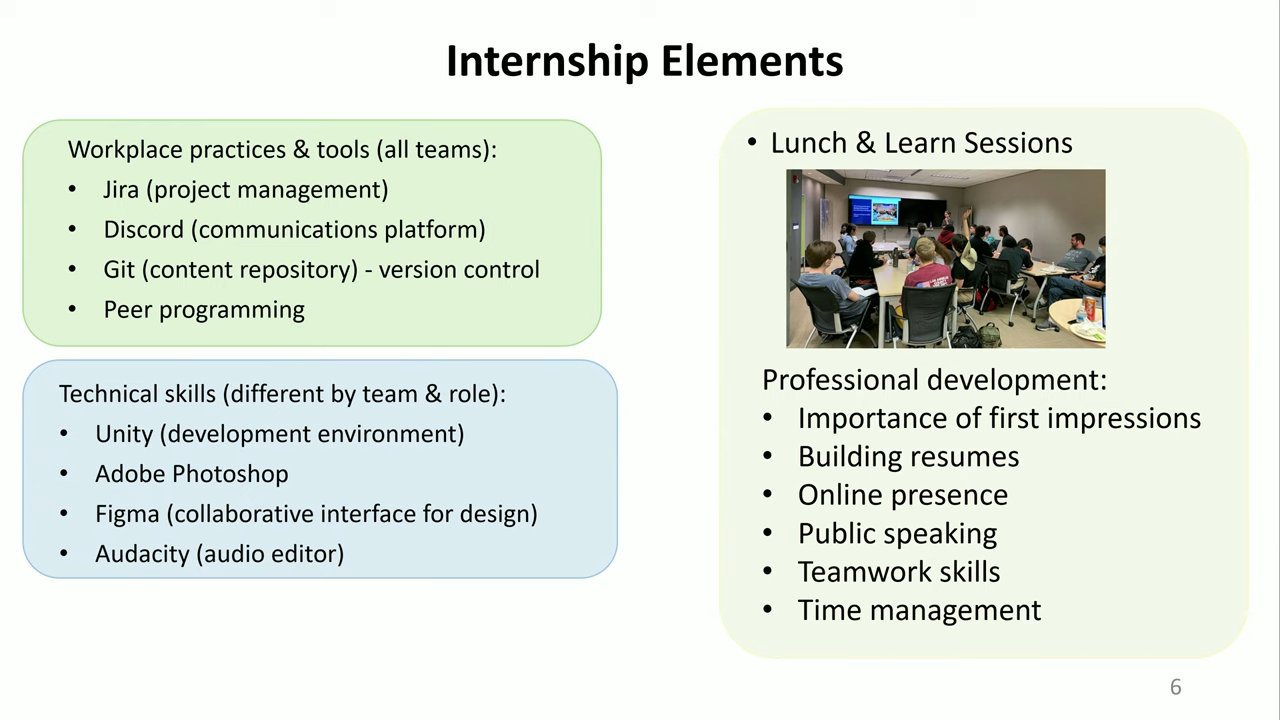 Internship Elements
Workplace practices & tools (all teams):
• Jira (project management)
• Discord (communications platform)
• Git (content repository) - version control
• Peer programming
Technical skills (different by team & role):
• Unity (development environment)
• Adobe Photoshop
• Figma (collaborative interface for design)
• Audacity (audio editor)
• Lunch & Learn Sessions
Professional development:
• Importance of first impressions
• Building resumes
• Online presence
• Public speaking
• Teamwork skills
• Time management
6